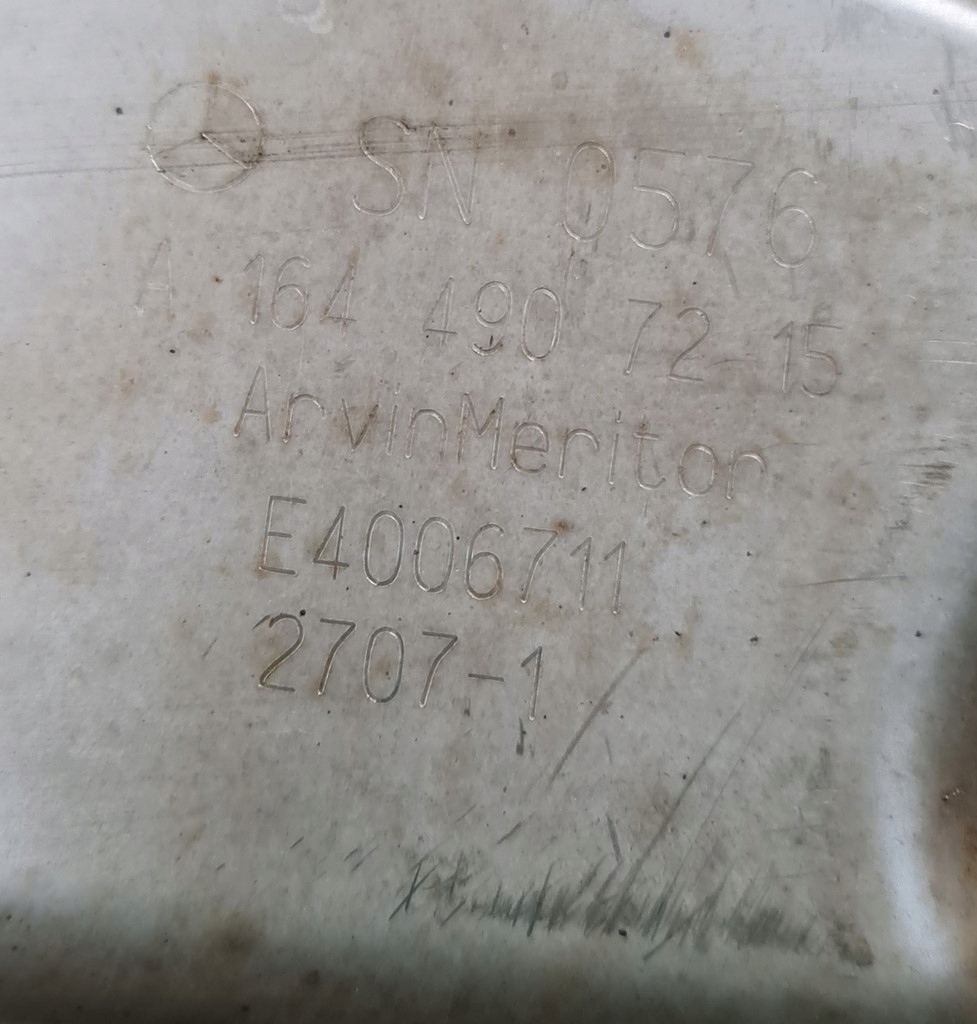 SN 0576
A 164 490 72 15
ArvinMeritor
E4006711
2707-1